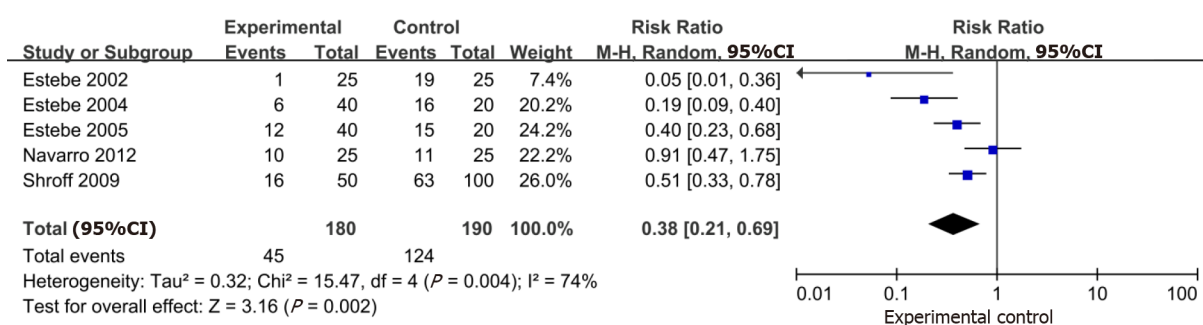 Experimental Control Risk Ratio Risk Ratio
Study or Subgroup Events Total Events Total Weight M-H, Random, 95%CI M-H, Random, 95%CI
Estebe 2002 1 25 19 25 7.4% 0.05 [0.01, 0.36]
Estebe 2004 6 40 16 20 20.2% 0.19 [0.09, 0.40]
Estebe 2005 12 40 15 20 24.2% 0.40 [0.23, 0.68]
Navarro 2012 10 25 11 25 22.2% 0.91 [0.47, 1.75]
Shroff 2009 16 50 63 100 26.0% 0.51 [0.33, 0.78]
Total (95%CI) 180 190 100.0% 0.38 [0.21, 0.69]
Total events 45 124
Heterogeneity: Tau² = 0.32; Chi² = 15.47, df = 4 (P = 0.004); I² = 74%
Test for overall effect: Z = 3.16 (P = 0.002)
0.01 0.1 1 10 100
Experimental control